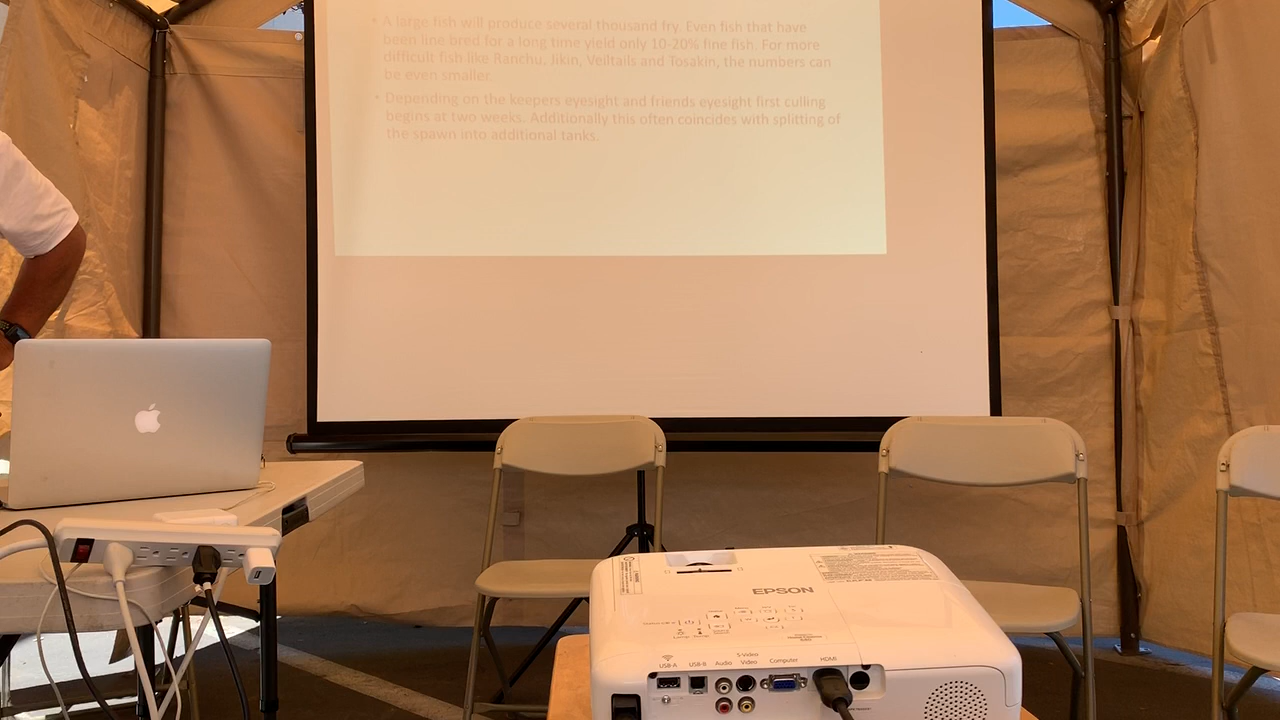 • A large fish will produce several thousand fry. Even fish that have
been line bred for a long time yield only 10-20% fine fish. For more
difficult fish like Ranchu, Jikin, Veiltails and Tosakin, the numbers can
be even smaller.
• Depending on the keepers eyesight and friends eyesight first culling
begins at two weeks. Additionally this often coincides with splitting of
the spawn into additional tanks.
EPSON
S-Video
USB-A USB-B Audio Video Computer HDMI